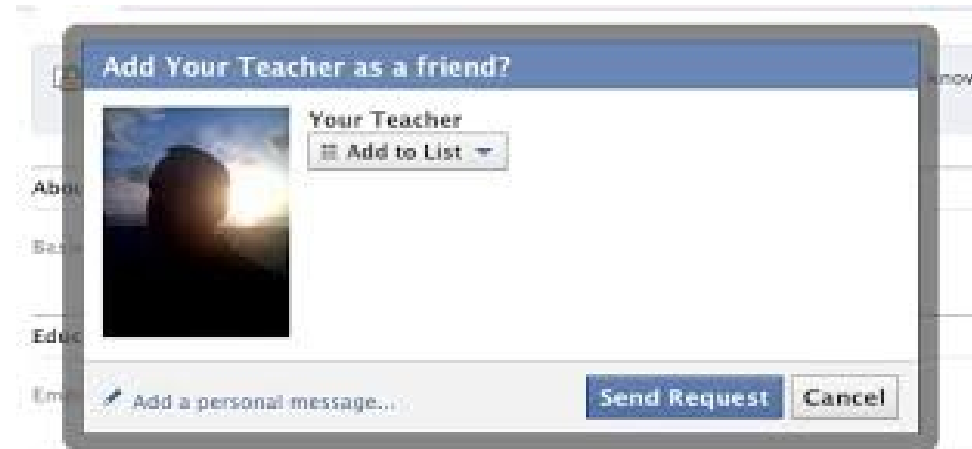 Add Your Teacher as a friend?
Your Teacher
Add to List
Add a personal message...
Send Request
Cancel